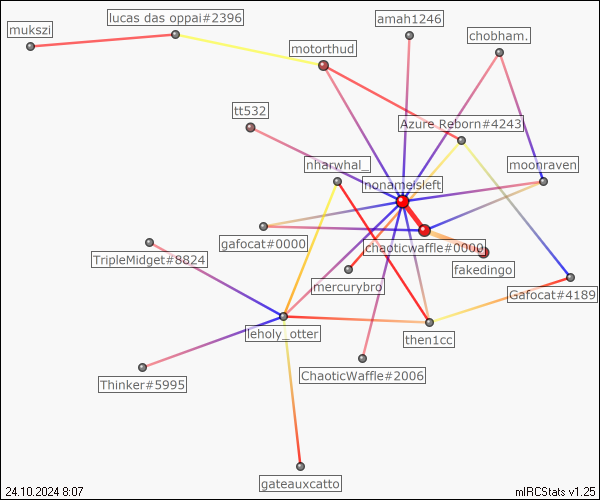 lucas das oppai#2396
amah1246
mukszi
chobham.
motorthud
tt532
Azure Reborn#4243
nharwhal_
moonraven
nonameisleft
gafocat#0000
chaoticwaffle#0000
TripleMidget#8824
fakedingo
mercurybro
Gafocat#4189
leholy_otter
then1cc
ChaoticWaffle#2006
Thinker#5995
gateauxcatto
24.10.2024 8:07
mIRCStats v1.25